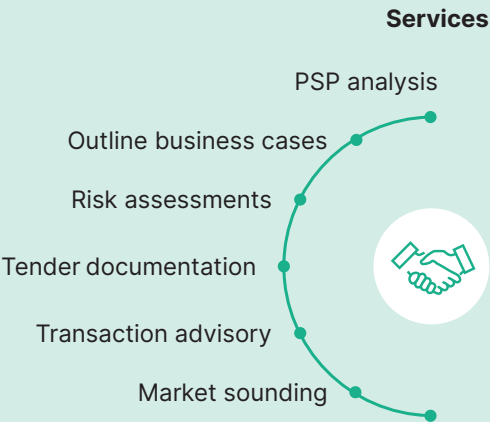 Services
PSP analysis
Outline business cases
Risk assessments
Tender documentation
Transaction advisory
Market sounding